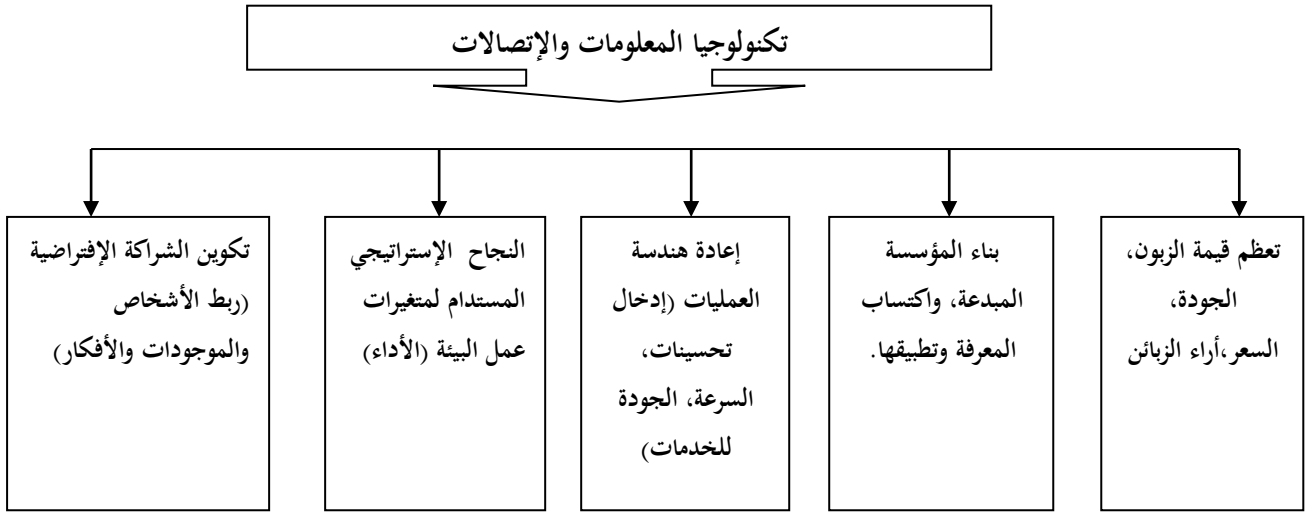 تكنولوجيا المعلومات والإتصالات
تعظم قيمة الزبون،
الجودة،
السعر،أراء الزبائن
بناء المؤسسة
المبدعة، واكتساب
المعرفة وتطبيقها.
إعادة هندسة
العمليات (إدخال
تحسينات،
السرعة، الجودة
للخدمات)
النجاح الإستراتيجي
المستدام لمتغيرات
عمل البيئة (الأداء)
تكوين الشراكة الإفتراضية
(ربط الأشخاص
والموجودات والأفكار)